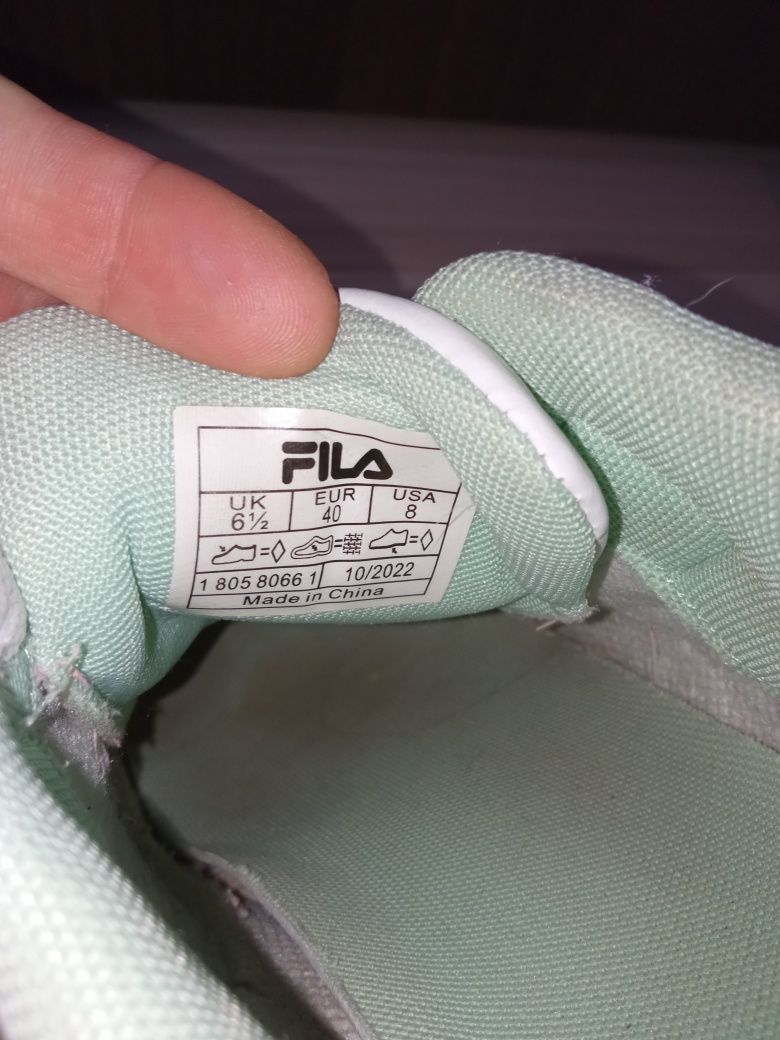 FILA
UK EUR USA
6½ 40 8
1 805 8066 1 10/2022
Made in China